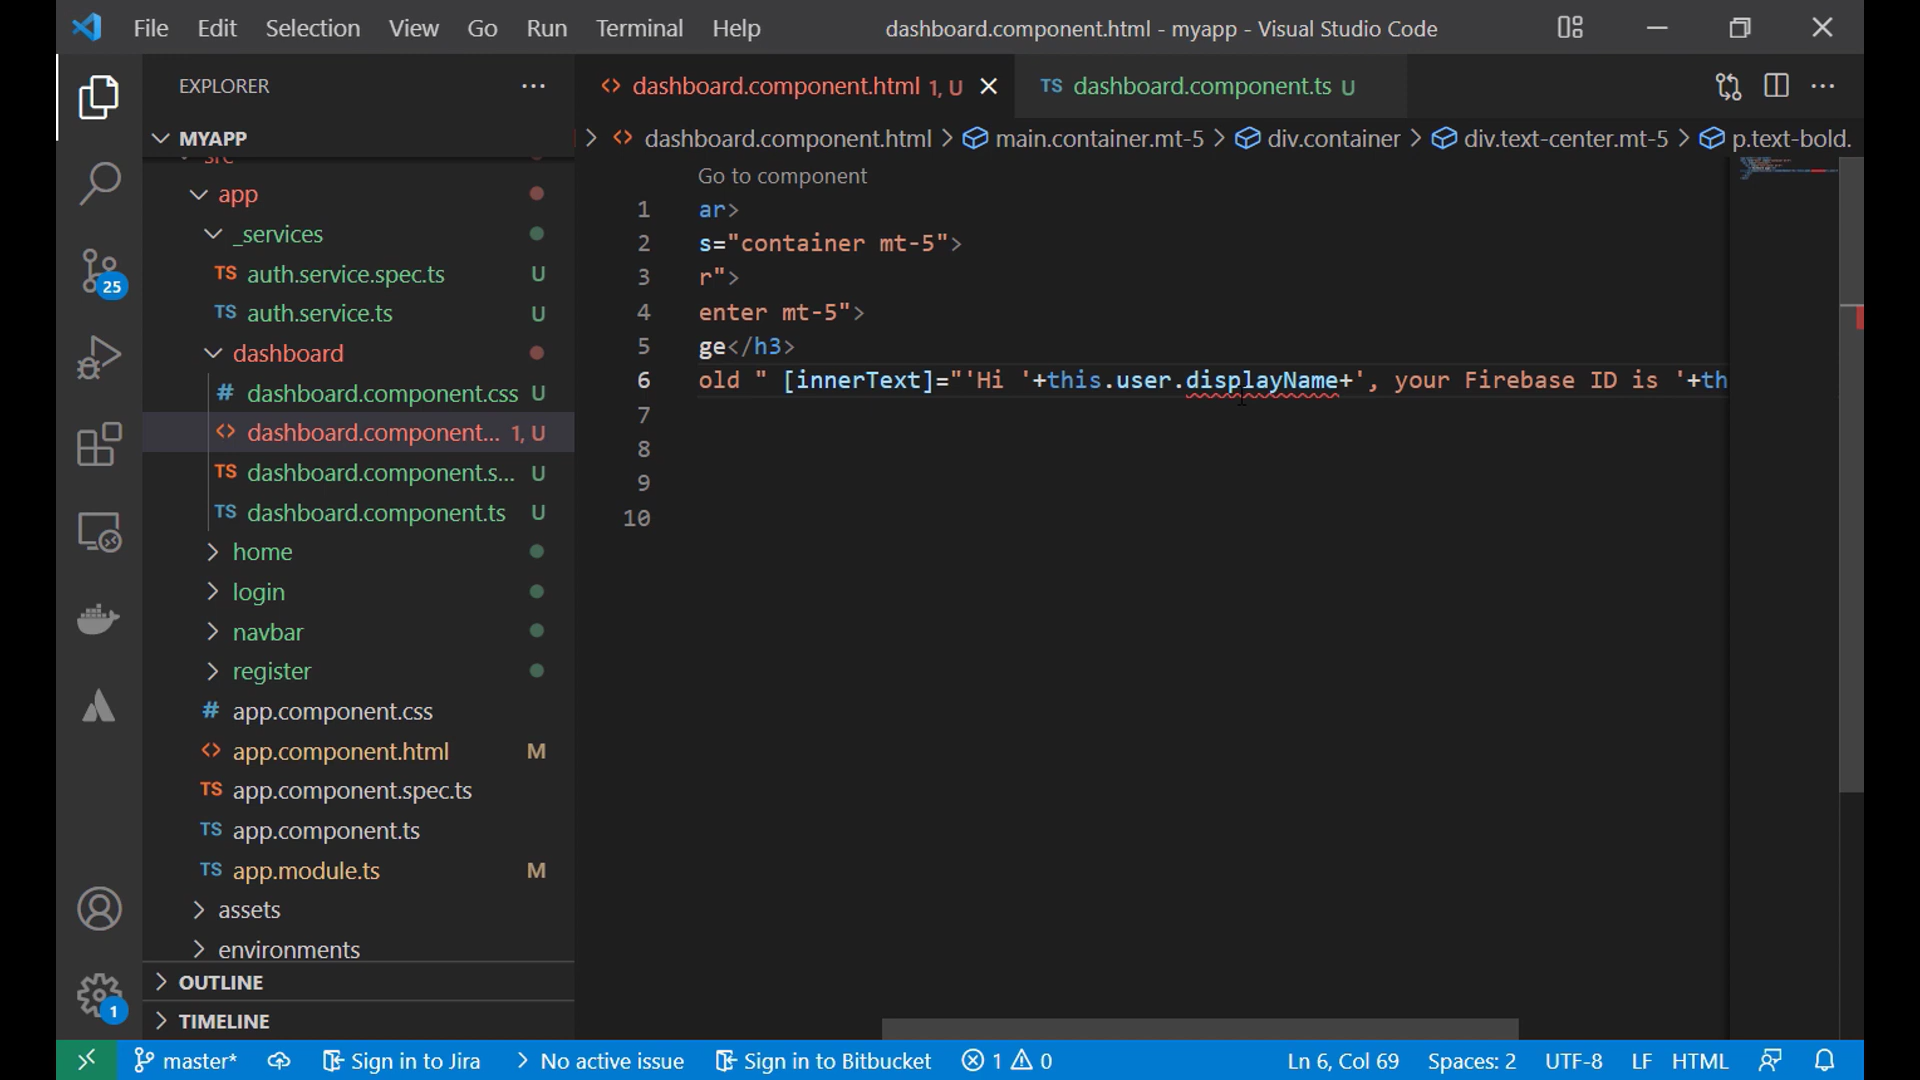 File Edit Selection View Go Run Terminal Help
dashboard.component.html - myapp - Visual Studio Code
EXPLORER
MYAPP
src
app
_services
TS auth.service.spec.ts U
TS auth.service.ts U
dashboard
# dashboard.component.css U
<> dashboard.component... 1, U
TS dashboard.component.s... U
TS dashboard.component.ts U
home
login
navbar
register
# app.component.css
<> app.component.html M
TS app.component.spec.ts
TS app.component.ts
TS app.module.ts M
assets
environments
OUTLINE
TIMELINE
25
1
<> dashboard.component.html 1, U
TS dashboard.component.ts U
<> dashboard.component.html > main.container.mt-5 > div.container > div.text-center.mt-5 > p.text-bold.
Go to component
1 ar>
2 s="container mt-5">
3 r">
4 enter mt-5">
5 ge</h3>
6 old " [innerText]="'Hi '+this.user.displayName+', your Firebase ID is '+th
7
8
9
10
master* Sign in to Jira No active issue Sign in to Bitbucket 1 0 Ln 6, Col 69 Spaces: 2 UTF-8 LF HTML